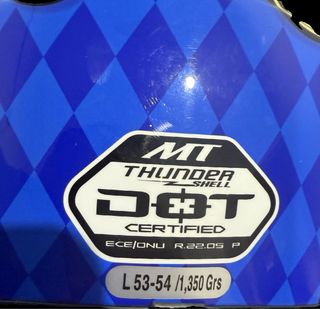 MT
THUNDER
SHELL
DOT
CERTIFIED
ECE/ONU R.22.05 P
L 53-54 /1,350 Grs